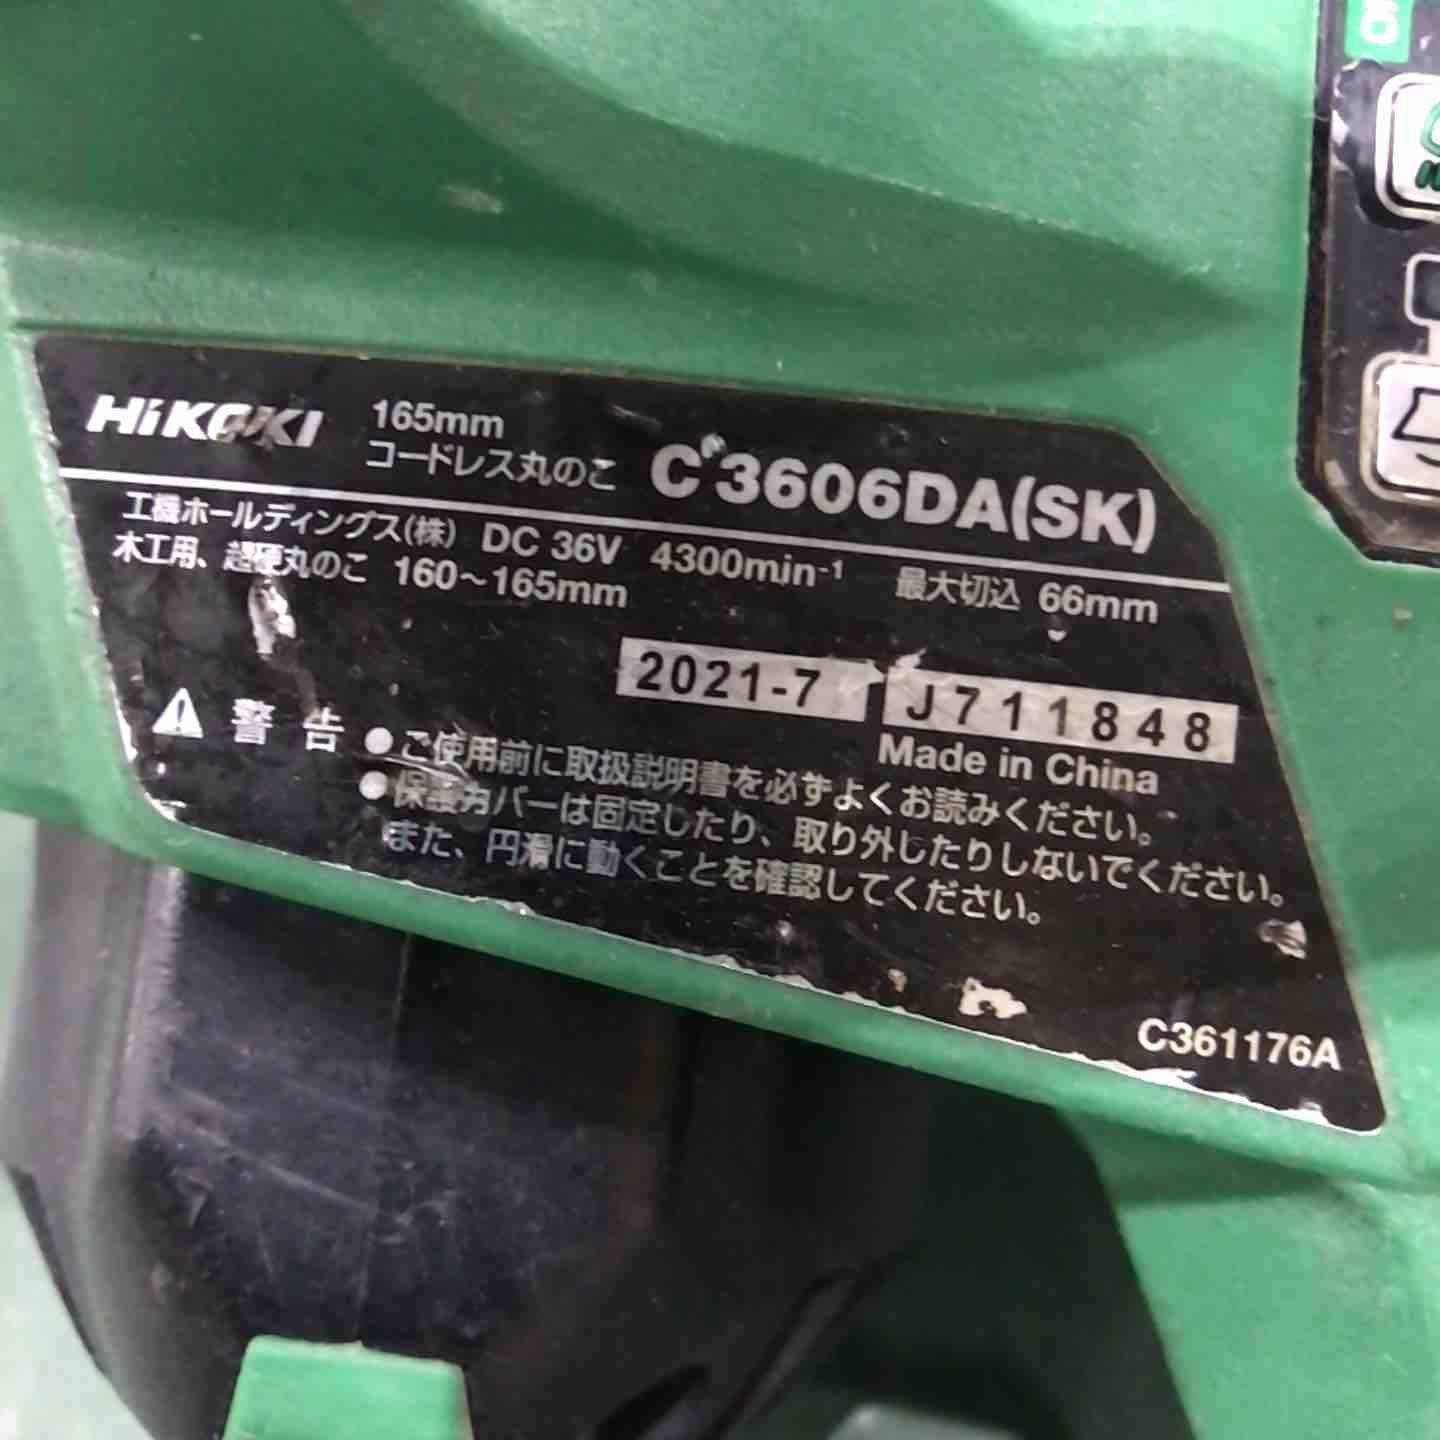 HiKOKI
165mm
コードレス丸のこ
C 3606DA(SK)
工機ホールディングス(株) DC 36V 4300min-1 最大切込 66mm
木工用、超硬丸のこ 160~165mm
2021-7 J711848
Made in China
警告 ●ご使用前に取扱説明書を必ずよくお読みください。
●保護カバーは固定したり、取り外したりしないでください。
また、円滑に動くことを確認してください。
C361176A